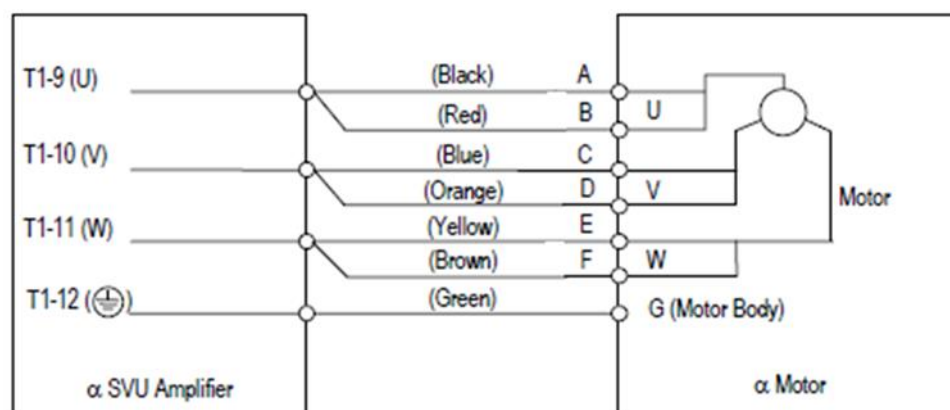 T1-9 (U) (Black) A
(Red) B U
T1-10 (V) (Blue) C
(Orange) D V
Motor
T1-11 (W) (Yellow) E
(Brown) F W
T1-12 (⏚) (Green)
G (Motor Body)
α SVU Amplifier α Motor